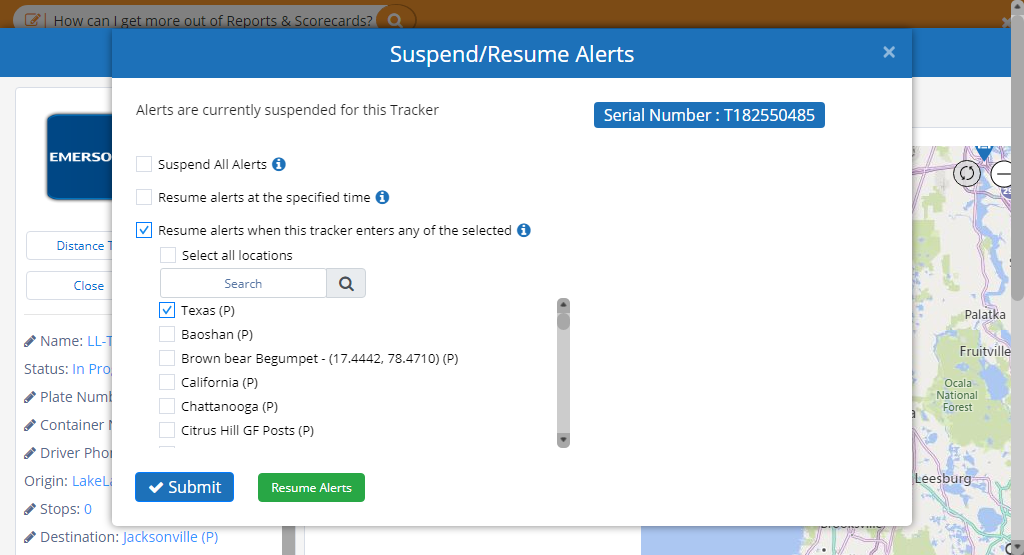 How can I get more out of Reports & Scorecards?
Suspend/Resume Alerts
Alerts are currently suspended for this Tracker
Serial Number : T182550485
EMERSO
Suspend All Alerts
Resume alerts at the specified time
Resume alerts when this tracker enters any of the selected
Select all locations
Search
Texas (P)
Baoshan (P)
Brown bear Begumpet - (17.4442, 78.4710) (P)
California (P)
Chattanooga (P)
Citrus Hill GF Posts (P)
Submit
Resume Alerts
Distance T
Close
Name: LL-T
Status: In Prog
Plate Numb
Container N
Driver Phon
Origin: LakeLa
Stops: 0
Destination: Jacksonville (P)
Palatka
Fruitville
Ocala
National
Forest
Leesburg